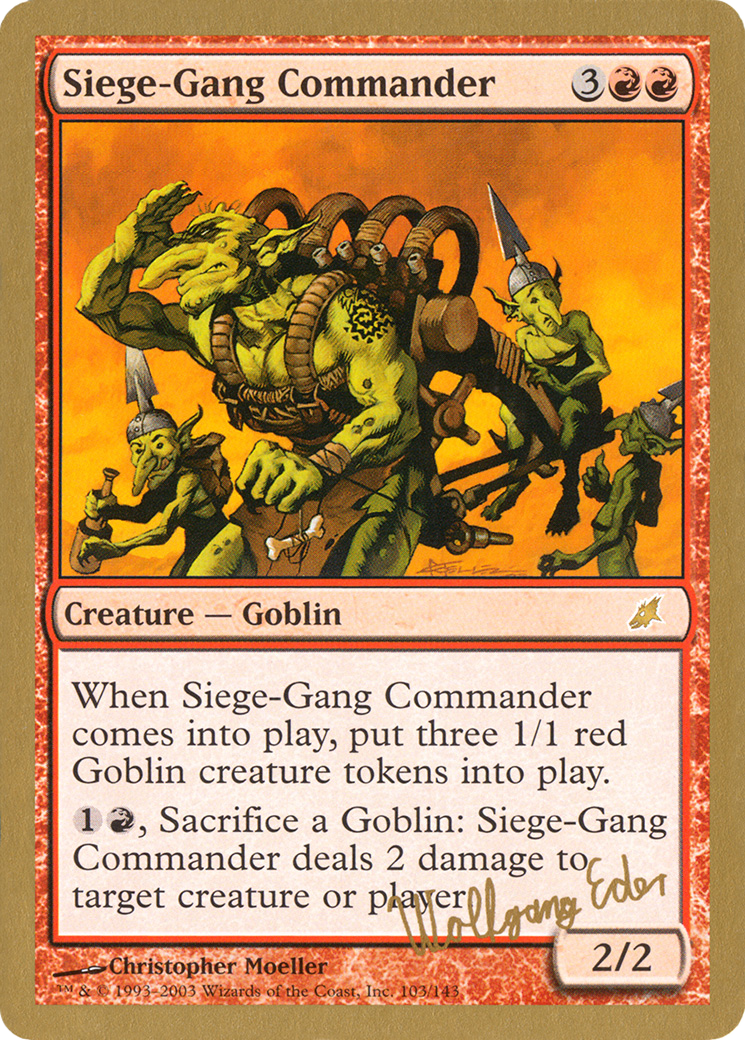 Siege-Gang Commander 3
Creature — Goblin
When Siege-Gang Commander
comes into play, put three 1/1 red
Goblin creature tokens into play.
1, Sacrifice a Goblin: Siege-Gang
Commander deals 2 damage to
target creature or player
Wolfgang Eder
2/2
Christopher Moeller
™ & © 1993–2003 Wizards of the Coast, Inc. 103/143